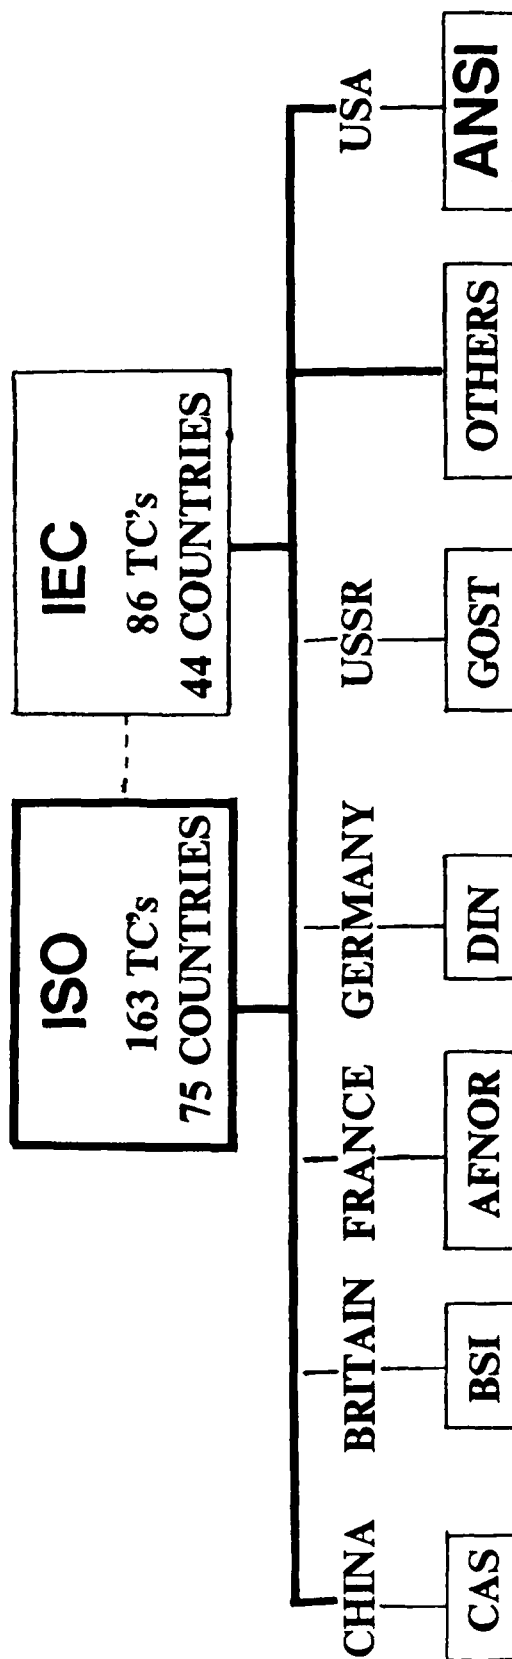 ISO
163 TC's
75 COUNTRIES
IEC
86 TC's
44 COUNTRIES
CHINA
BRITAIN
FRANCE
GERMANY
USSR
USA
CAS
BSI
AFNOR
DIN
GOST
OTHERS
ANSI